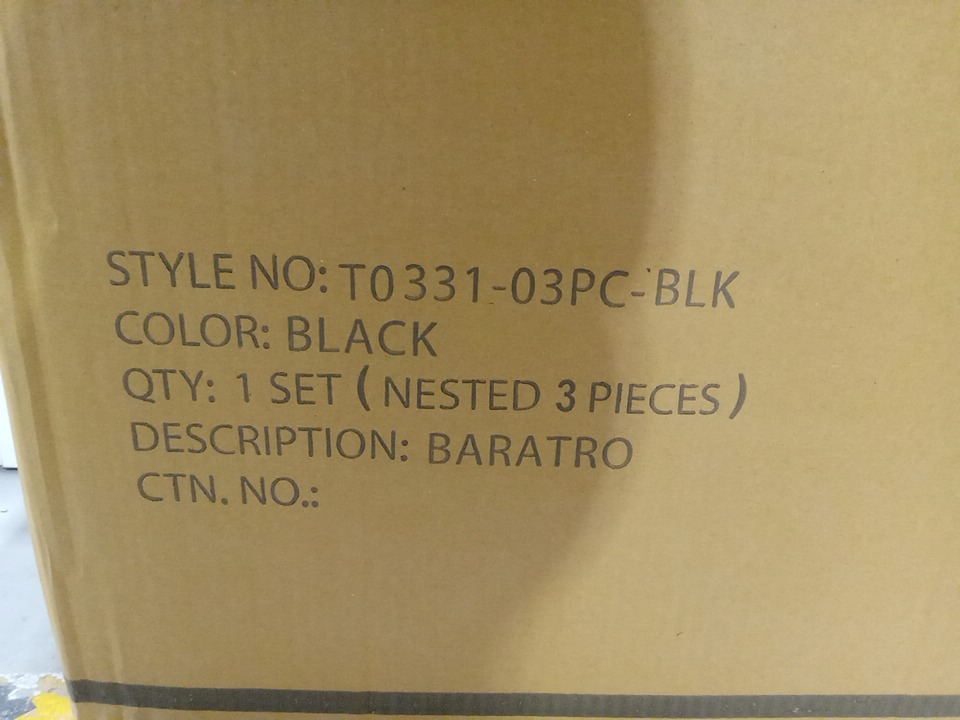 STYLE NO: T0331-03PC-BLK
COLOR: BLACK
QTY: 1 SET ( NESTED 3 PIECES )
DESCRIPTION: BARATRO
CTN. NO.: